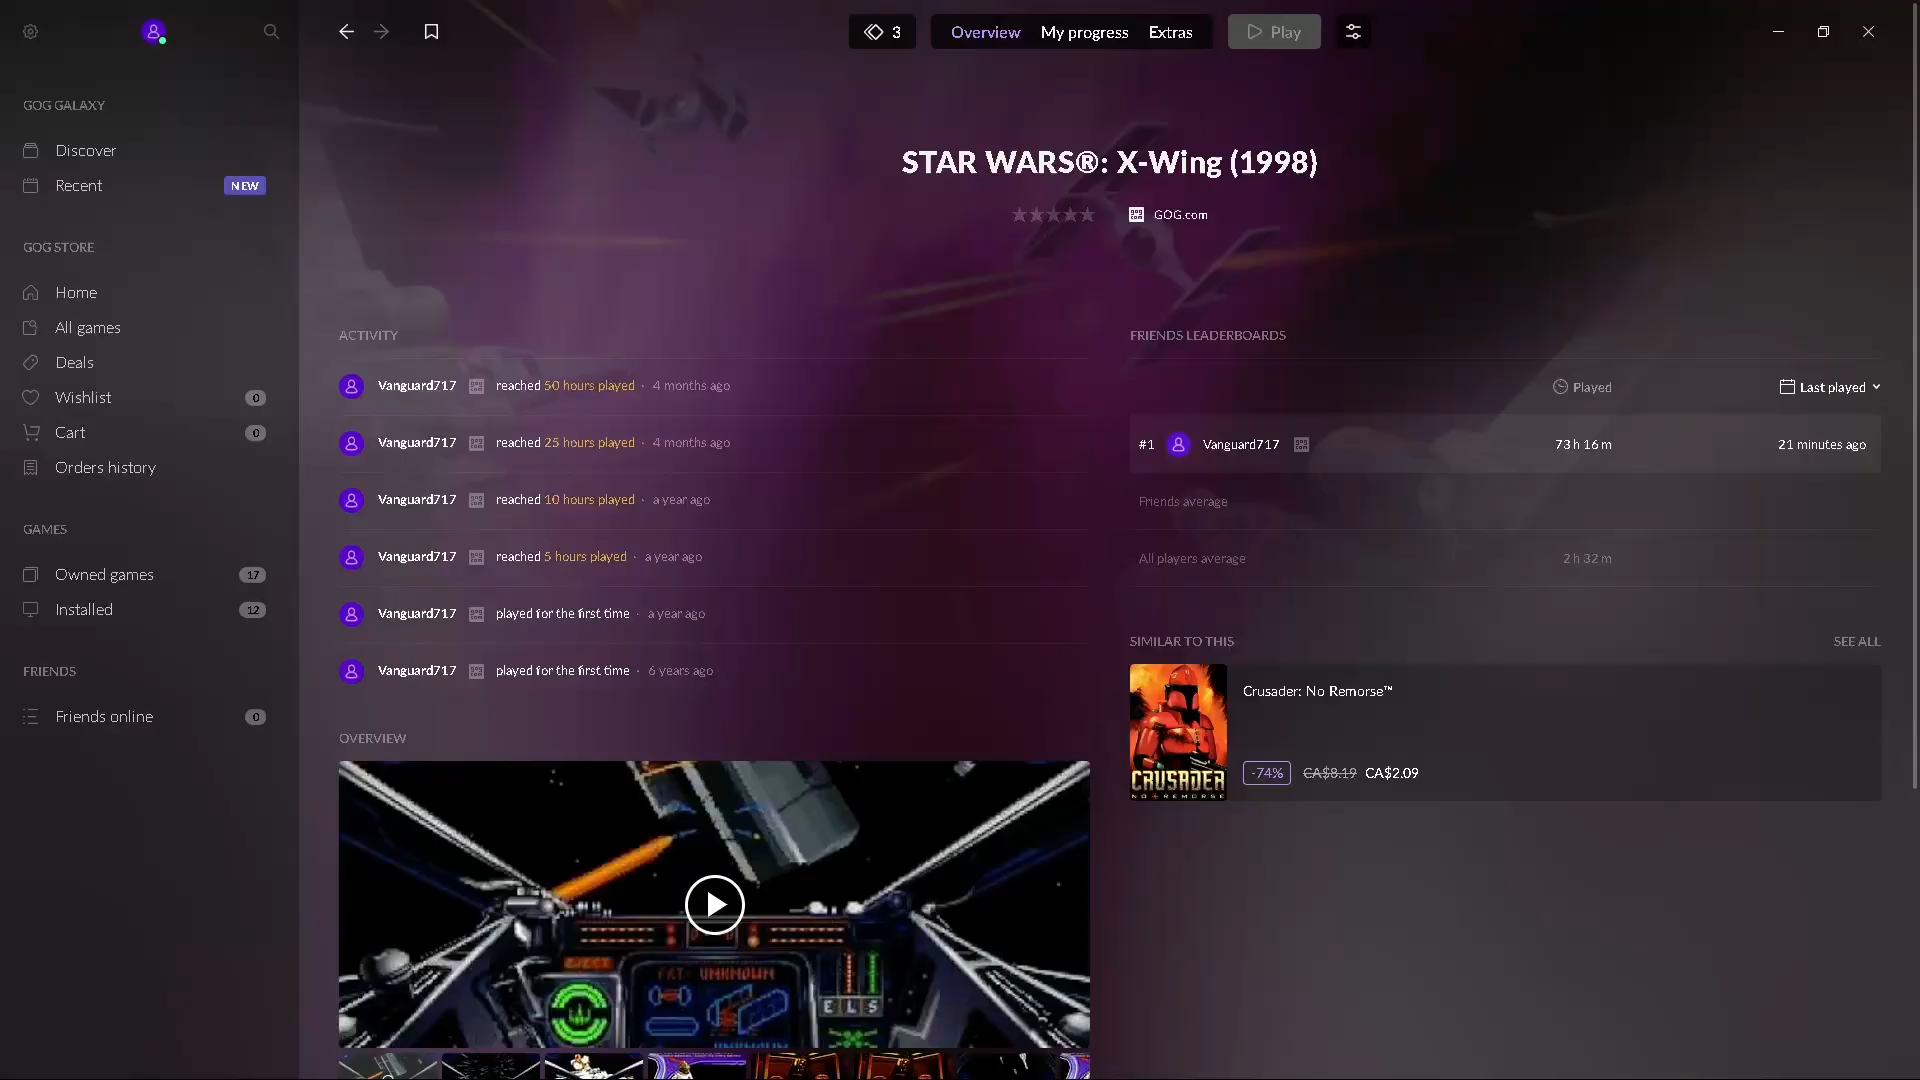 3
Overview My progress Extras
Play
GOG GALAXY
Discover
Recent NEW
GOG STORE
Home
All games
Deals
Wishlist 0
Cart 0
Orders history
GAMES
Owned games 17
Installed 12
FRIENDS
Friends online 0
STAR WARS®: X-Wing (1998)
GOG.com
ACTIVITY
Vanguard717 reached 50 hours played · 4 months ago
Vanguard717 reached 25 hours played · 4 months ago
Vanguard717 reached 10 hours played · a year ago
Vanguard717 reached 5 hours played · a year ago
Vanguard717 played for the first time · a year ago
Vanguard717 played for the first time · 6 years ago
OVERVIEW
EJECT
UNKNOWN
E L S
UNKNOWN
FRIENDS LEADERBOARDS
Played Last played
#1 Vanguard717 73 h 16 m 21 minutes ago
Friends average
All players average 2 h 32 m
SIMILAR TO THIS SEE ALL
CRUSADER
NO REMORSE
Crusader: No Remorse™
-74% CA$8.19 CA$2.09